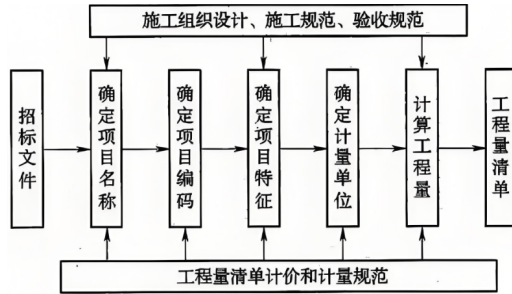 施工组织设计、施工规范、验收规范
招标文件
确定项目名称
确定项目编码
确定项目特征
确定计量单位
计算工程量
工程量清单
工程量清单计价和计量规范